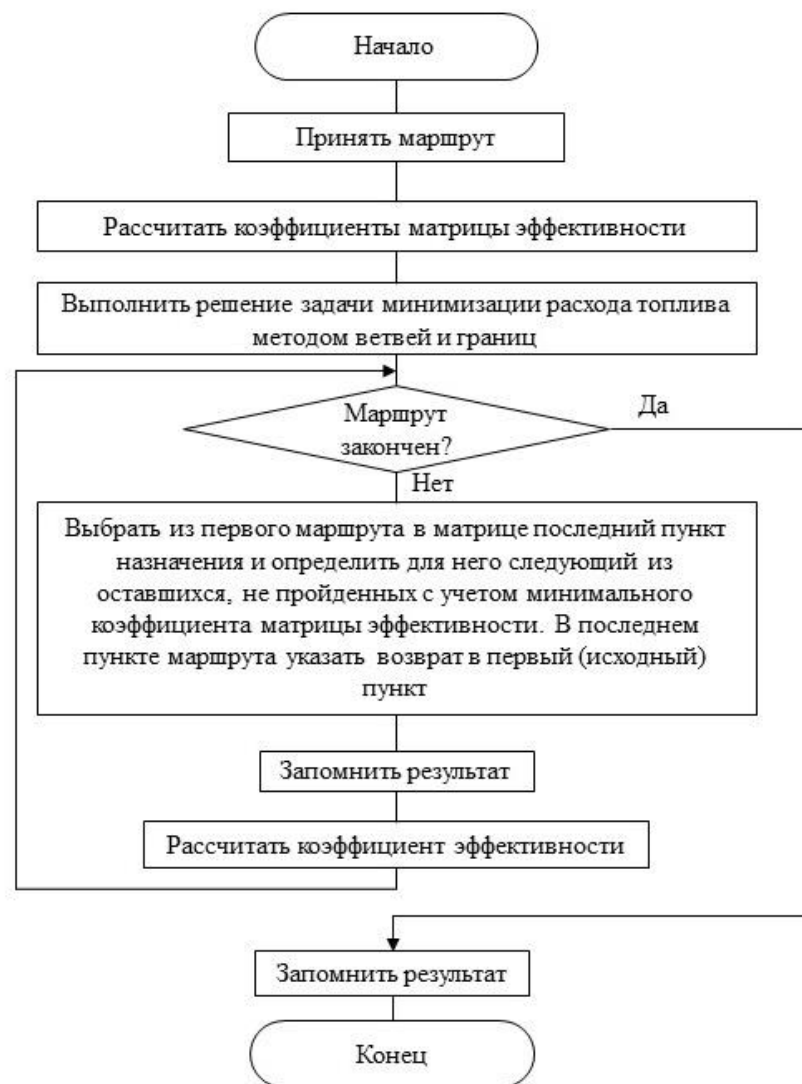 Начало
Принять маршрут
Рассчитать коэффициенты матрицы эффективности
Выполнить решение задачи минимизации расхода топлива
методом ветвей и границ
Маршрут
закончен?
Да
Нет
Выбрать из первого маршрута в матрице последний пункт
назначения и определить для него следующий из
оставшихся, не пройденных с учетом минимального
коэффициента матрицы эффективности. В последнем
пункте маршрута указать возврат в первый (исходный)
пункт
Запомнить результат
Рассчитать коэффициент эффективности
Запомнить результат
Конец